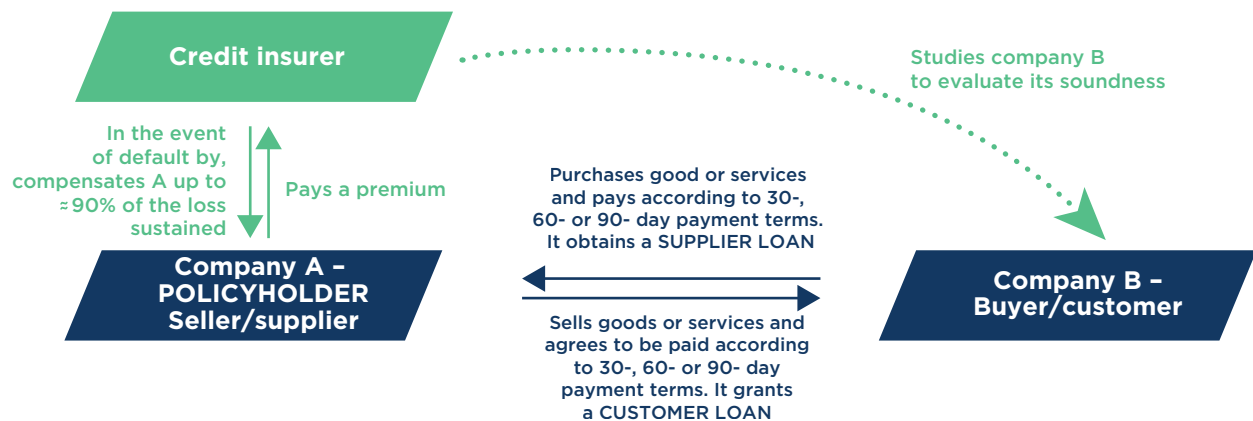 Credit insurer
Studies company B
to evaluate its soundness
In the event
of default by,
compensates A up to
≈90% of the loss
sustained
Pays a premium
Purchases good or services
and pays according to 30-,
60- or 90- day payment terms.
It obtains a SUPPLIER LOAN
Company A –
POLICYHOLDER
Seller/supplier
Company B –
Buyer/customer
Sells goods or services and
agrees to be paid according
to 30-, 60- or 90- day
payment terms. It grants
a CUSTOMER LOAN